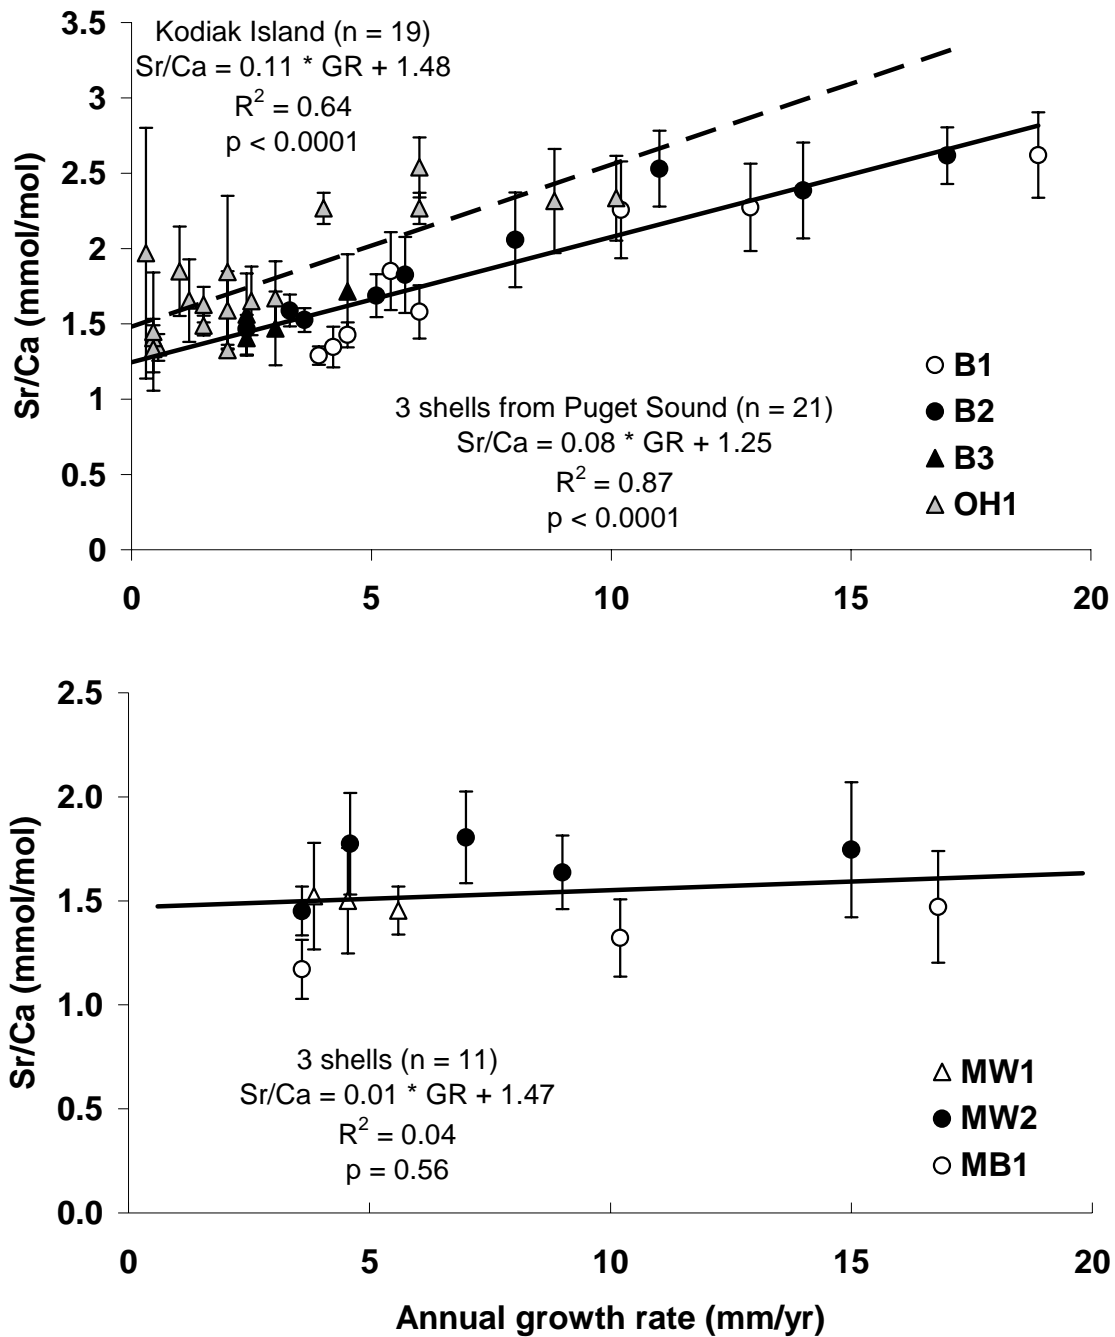 Kodiak Island (n = 19)
Sr/Ca = 0.11 * GR + 1.48
R² = 0.64
p < 0.0001
3.5
3
2.5
2
1.5
1
0.5
0
Sr/Ca (mmol/mol)
3 shells from Puget Sound (n = 21)
Sr/Ca = 0.08 * GR + 1.25
R² = 0.87
p < 0.0001
B1
B2
B3
OH1
0 5 10 15 20
2.5
2.0
1.5
1.0
0.5
0.0
Sr/Ca (mmol/mol)
3 shells (n = 11)
Sr/Ca = 0.01 * GR + 1.47
R² = 0.04
p = 0.56
MW1
MW2
MB1
0 5 10 15 20
Annual growth rate (mm/yr)